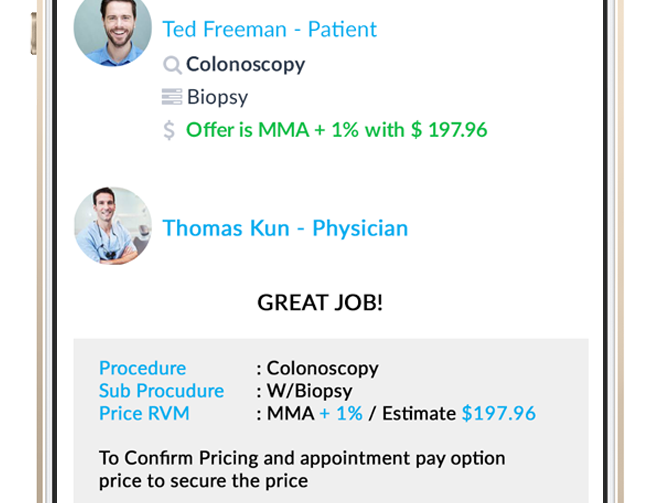 Ted Freeman - Patient
Colonoscopy
Biopsy
$ Offer is MMA + 1% with $ 197.96
Thomas Kun - Physician
GREAT JOB!
Procedure : Colonoscopy
Sub Procudure : W/Biopsy
Price RVM : MMA + 1% / Estimate $197.96
To Confirm Pricing and appointment pay option
price to secure the price